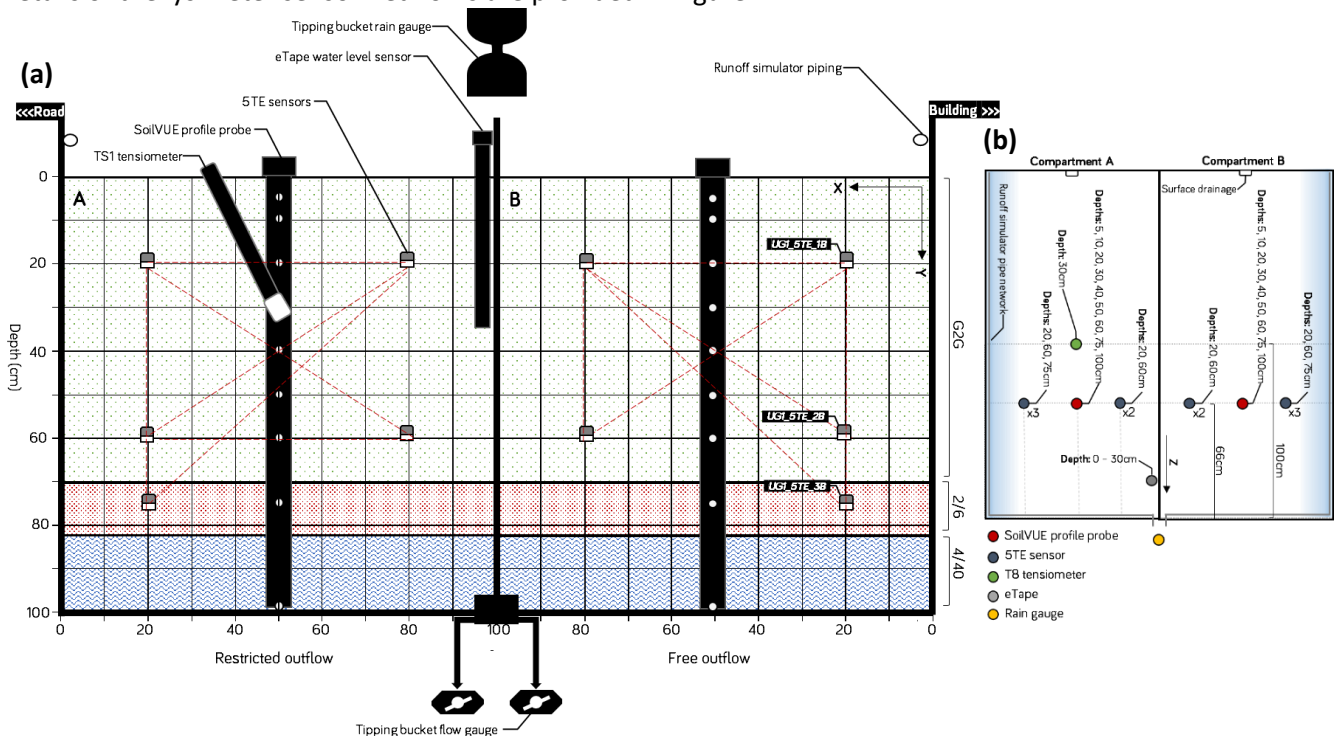 Tipping bucket rain gauge
eTape water level sensor
Runoff simulator piping
(a)
5TE sensors
<<<Road
Building >>>
SoilVUE profile probe
TS1 tensiometer
(b)
Compartment A
Compartment B
0
A
B
X
Y
Surface drainage
Runoff simulator pipe network
Depths: 5, 10, 20, 30, 40, 50, 60, 75, 100cm
Depths: 5, 10, 20, 30, 40, 50, 60, 75, 100cm
Depth: 30cm
Depths: 20, 60, 75cm
Depths: 20, 60cm
Depths: 20, 60cm
Depths: 20, 60, 75cm
UG1_5TE_1B
20
G2G
Depth (cm)
40
x3
x2
x2
x3
UG1_5TE_2B
60
Depth: 0 - 30cm
Z
66cm
100cm
UG1_5TE_3B
2/6
80
4/40
SoilVUE profile probe
5TE sensor
T8 tensiometer
eTape
Rain gauge
100
0
20
40
60
80
100
80
60
40
20
0
Restricted outflow
Free outflow
Tipping bucket flow gauge